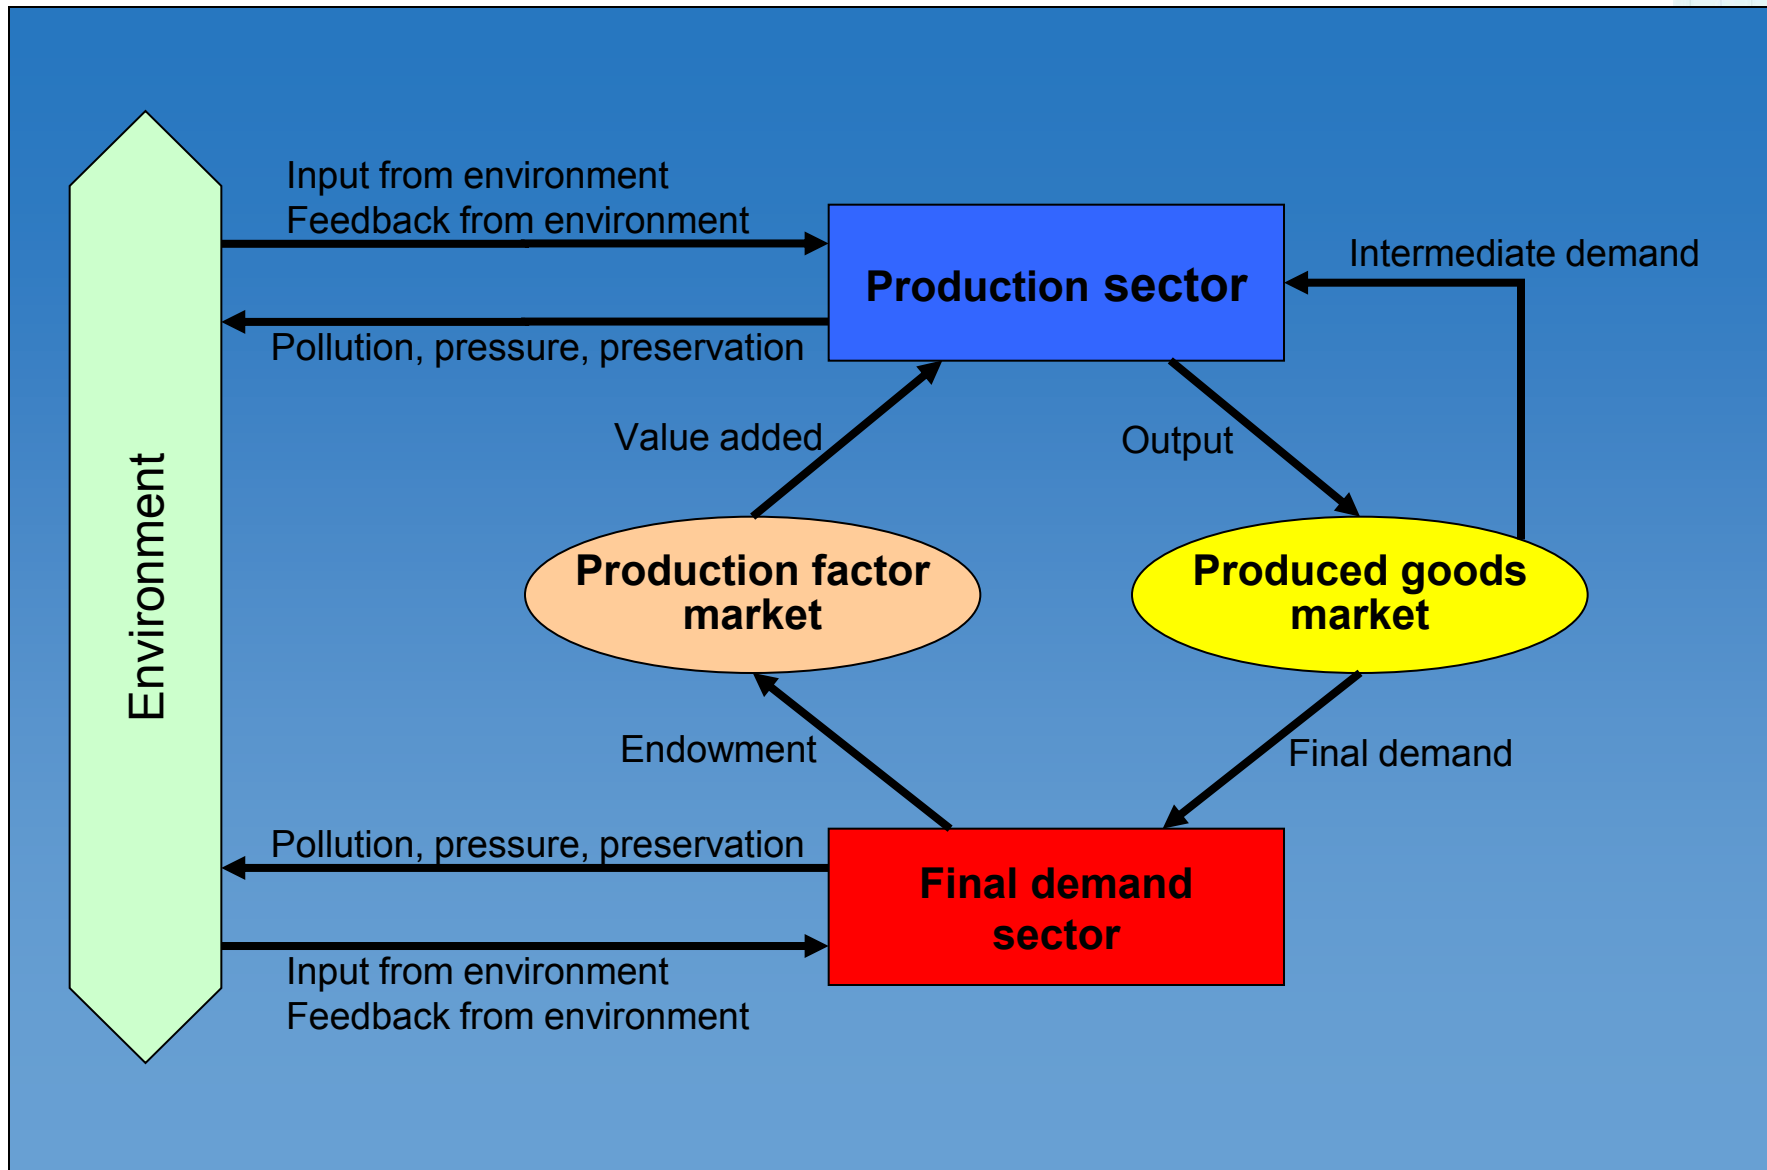 Input from environment
Feedback from environment
Production sector
Intermediate demand
Pollution, pressure, preservation
Value added
Output
Environment
Production factor
market
Produced goods
market
Endowment
Final demand
Pollution, pressure, preservation
Final demand
sector
Input from environment
Feedback from environment